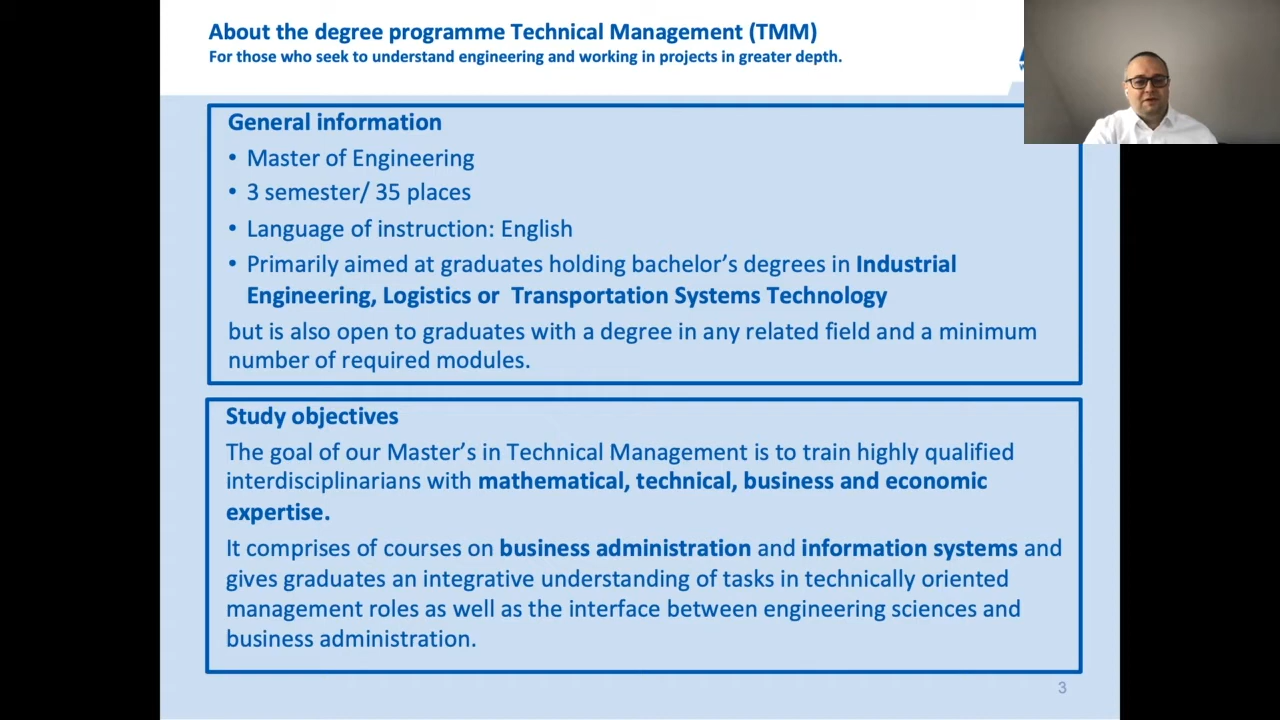 About the degree programme Technical Management (TMM)
For those who seek to understand engineering and working in projects in greater depth.
General information
• Master of Engineering
• 3 semester/ 35 places
• Language of instruction: English
• Primarily aimed at graduates holding bachelor's degrees in Industrial
Engineering, Logistics or Transportation Systems Technology
but is also open to graduates with a degree in any related field and a minimum
number of required modules.
Study objectives
The goal of our Master's in Technical Management is to train highly qualified
interdisciplinarians with mathematical, technical, business and economic
expertise.
It comprises of courses on business administration and information systems and
gives graduates an integrative understanding of tasks in technically oriented
management roles as well as the interface between engineering sciences and
business administration.
3